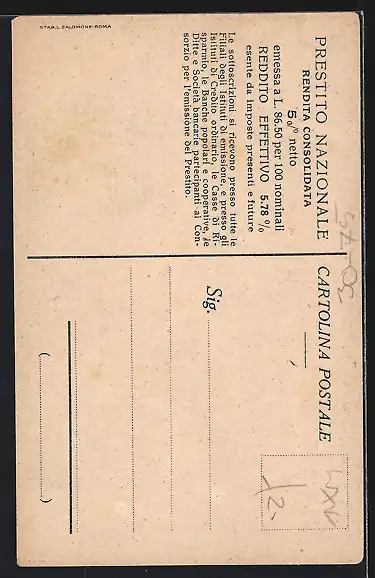 PRESTITO NAZIONALE
RENDITA CONSOLIDATA
5 % netto
emessa a L. 86.50 per 100 nominali
REDDITO EFFETTIVO 5.78 %
esente da imposte presenti e future
Le sottoscrizioni si ricevono presso tutte le
Filiali degli Istituti di emissione, e presso gli
Istituti di Credito ordinario, le Casse di Ri-
sparmio, le Banche popolari e cooperative, le
Ditte e Società bancarie partecipanti al Con-
sorzio per l'emissione del Prestito.
STAB. L. SALOMONE - ROMA
CARTOLINA POSTALE
Sig.
(
)